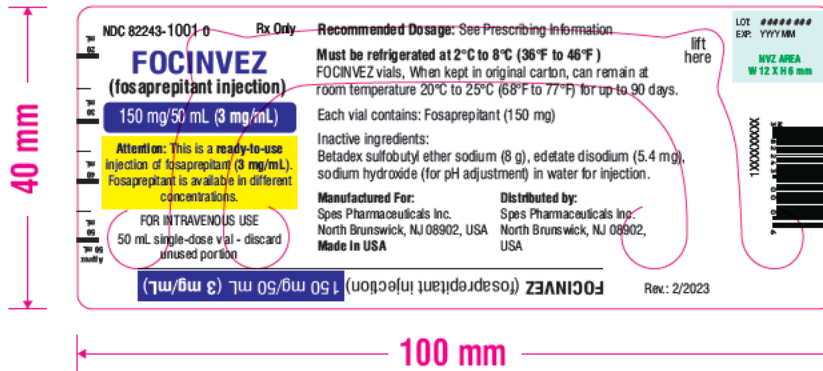 NDC 82243-1001 0 Rx Only
FOCINVEZ
(fosaprepitant injection)
150 mg/50 mL (3 mg/mL)
Attention: This is a ready-to-use
injection of fosaprepitant (3 mg/mL).
Fosaprepitant is available in different
concentrations.
FOR INTRAVENOUS USE
50 mL single-dose vial - discard
unused portion
Recommended Dosage: See Prescribing Information
Must be refrigerated at 2°C to 8°C (36°F to 46°F )
FOCINVEZ vials, When kept in original carton, can remain at
room temperature 20°C to 25°C (68°F to 77°F) for up to 90 days.
Each vial contains: Fosaprepitant (150 mg)
Inactive ingredients:
Betadex sulfobutyl ether sodium (8 g), edetate disodium (5.4 mg),
sodium hydroxide (for pH adjustment) in water for injection.
Manufactured For:
Spes Pharmaceuticals Inc.
North Brunswick, NJ 08902, USA
Made in USA
Distributed by:
Spes Pharmaceuticals Inc.
North Brunswick, NJ 08902,
USA
FOCINVEZ (fosaprepitant injection) 150 mg/50 mL (3 mg/mL)
Rev.: 2/2023
lift
here
LOT: ########
EXP: YYYY MM
NVZ AREA
W 12 X H 6 mm
1XXXXXXXX
40 mm
100 mm